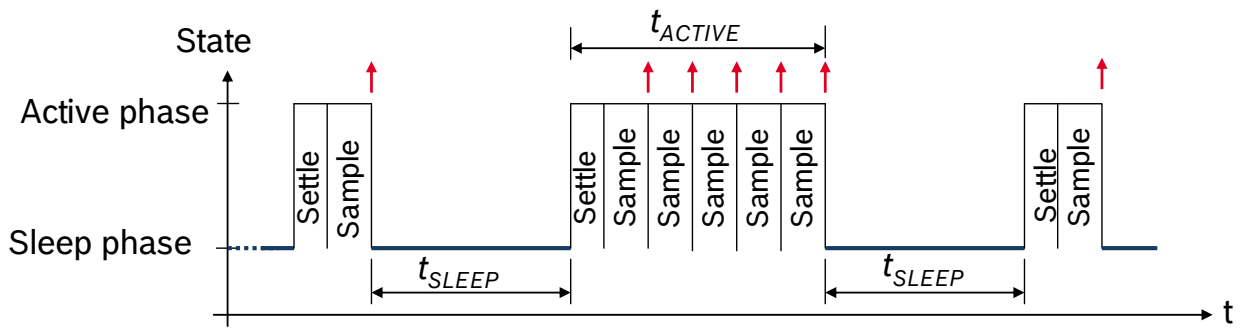 State
t_ACTIVE
Active phase
Settle
Sample
Settle
Sample
Sample
Sample
Sample
Sample
Settle
Sample
Sleep phase
t_SLEEP
t_SLEEP
t